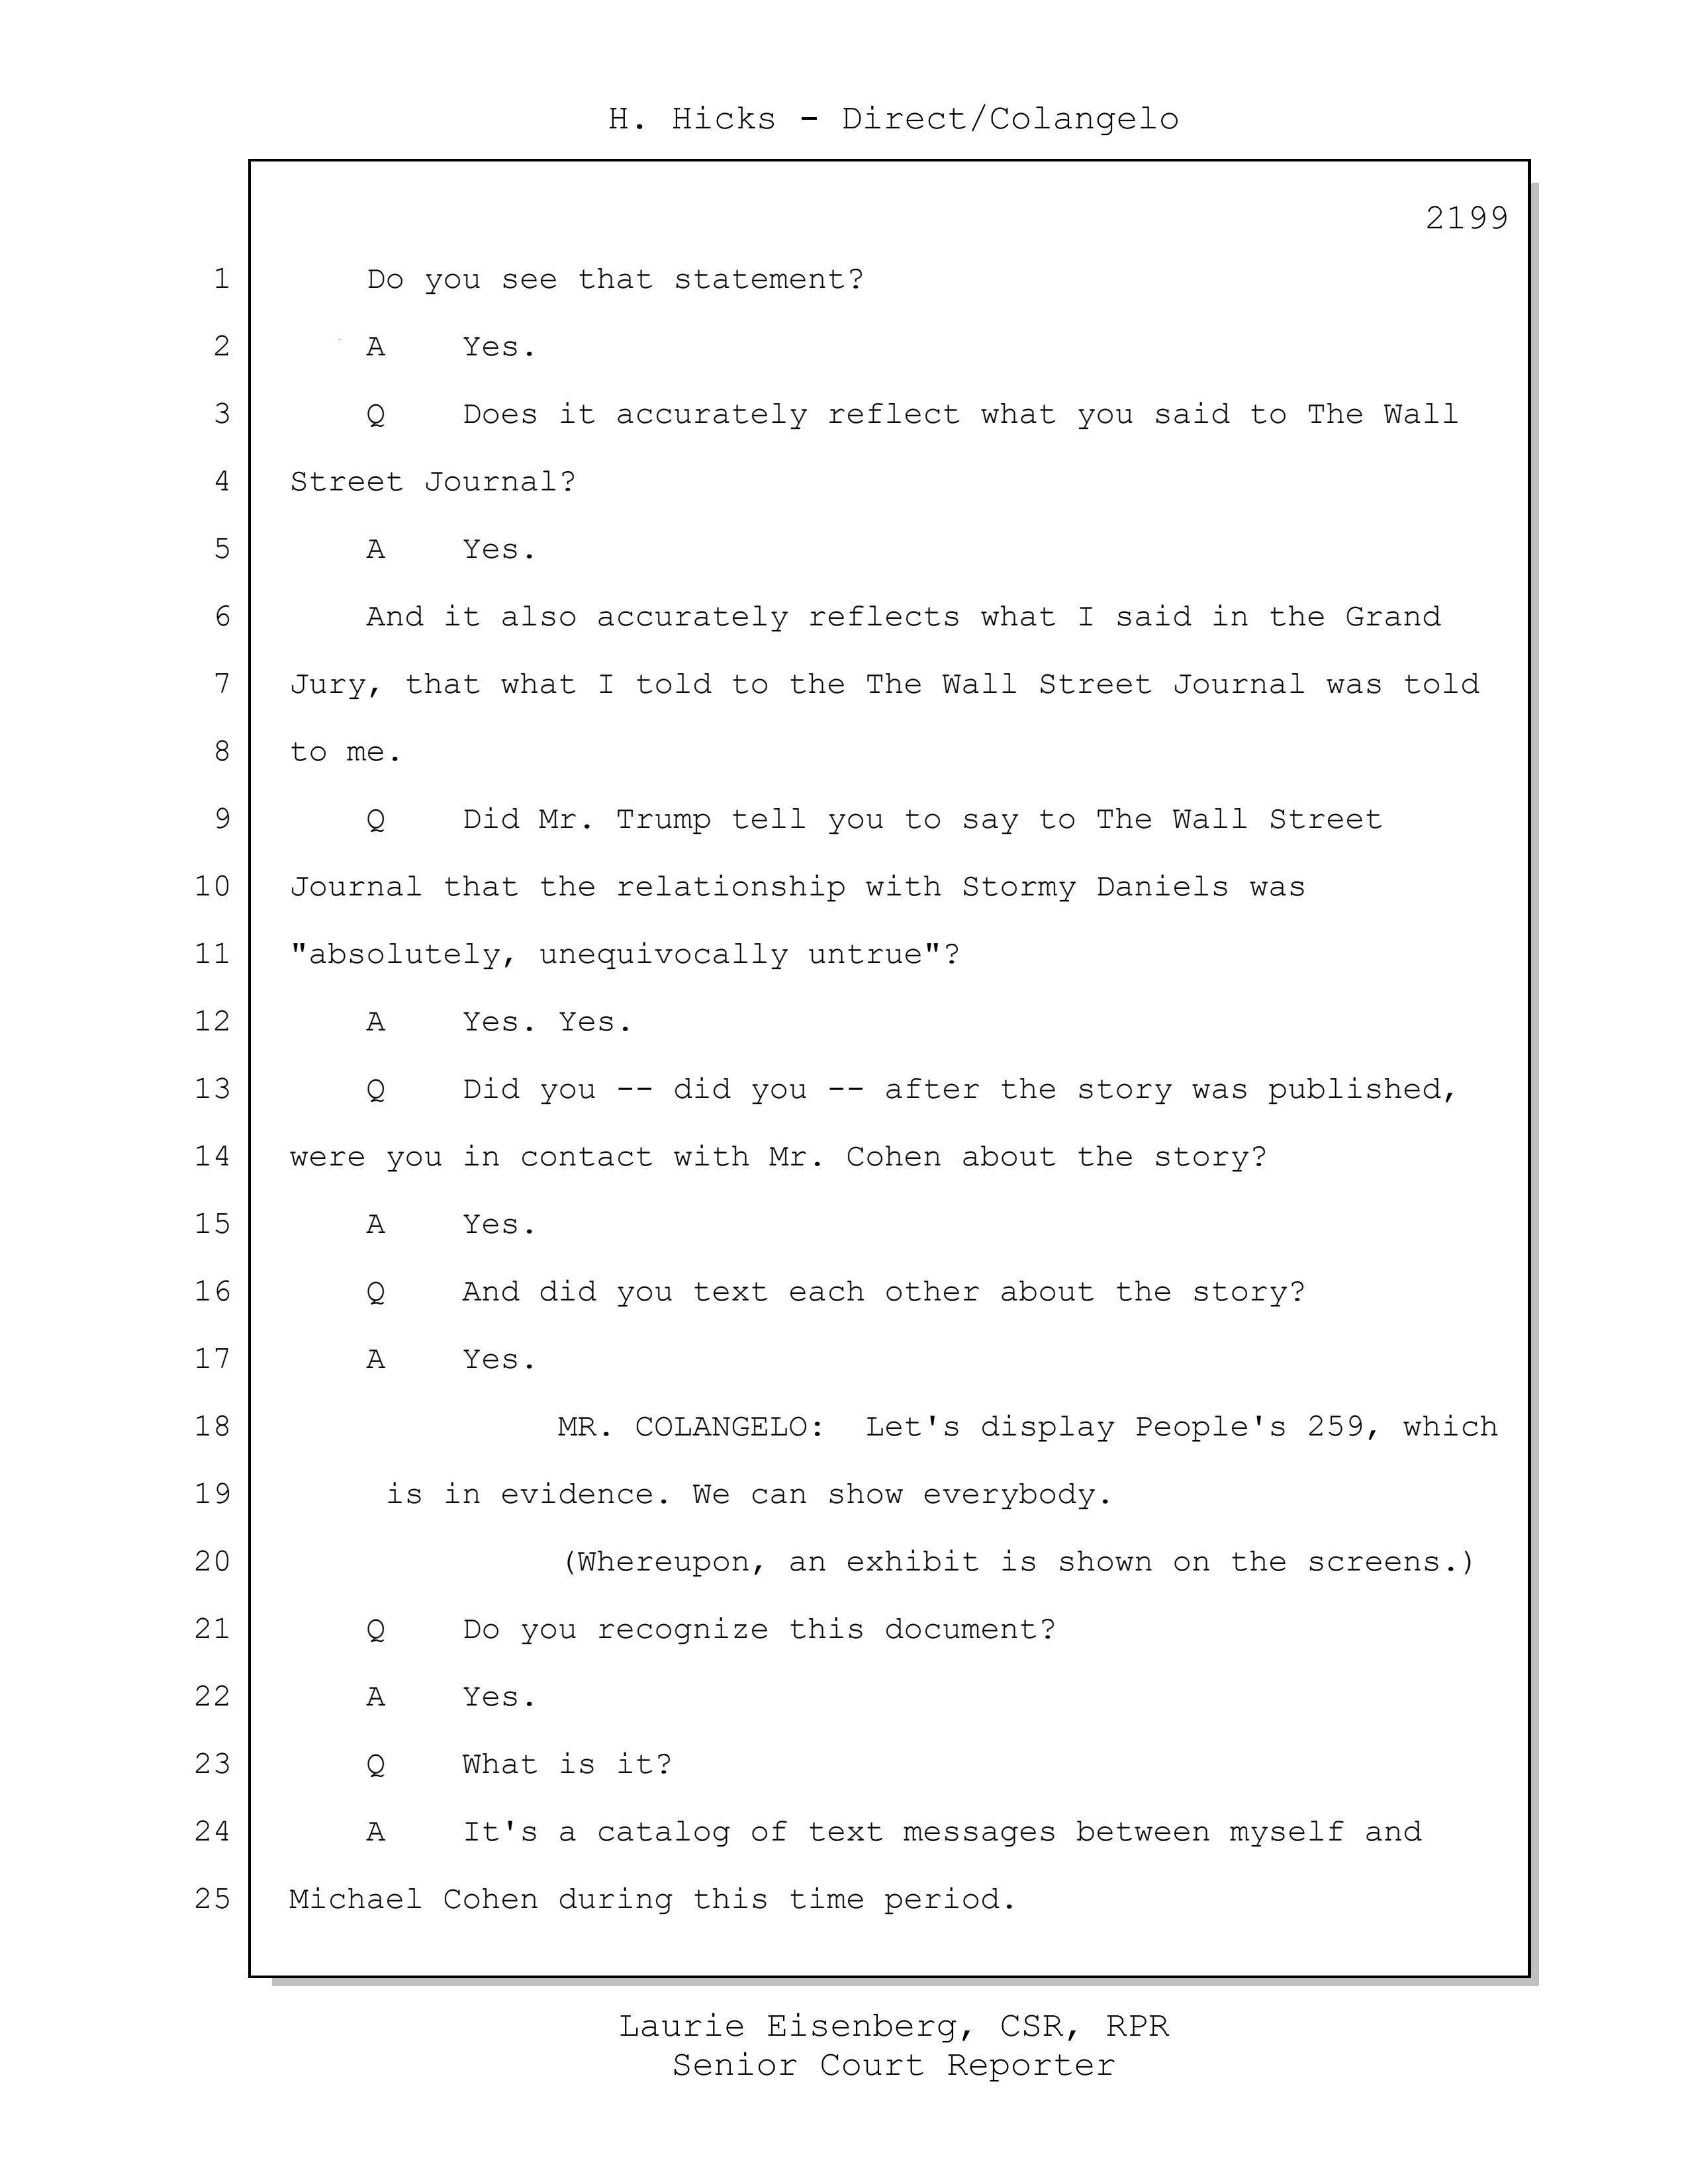 H. Hicks - Direct/Colangelo
2199
1 Do you see that statement?
2 A Yes.
3 Q Does it accurately reflect what you said to The Wall
4 Street Journal?
5 A Yes.
6 And it also accurately reflects what I said in the Grand
7 Jury, that what I told to the The Wall Street Journal was told
8 to me.
9 Q Did Mr. Trump tell you to say to The Wall Street
10 Journal that the relationship with Stormy Daniels was
11 "absolutely, unequivocally untrue"?
12 A Yes. Yes.
13 Q Did you -- did you -- after the story was published,
14 were you in contact with Mr. Cohen about the story?
15 A Yes.
16 Q And did you text each other about the story?
17 A Yes.
18 MR. COLANGELO: Let's display People's 259, which
19 is in evidence. We can show everybody.
20 (Whereupon, an exhibit is shown on the screens.)
21 Q Do you recognize this document?
22 A Yes.
23 Q What is it?
24 A It's a catalog of text messages between myself and
25 Michael Cohen during this time period.
Laurie Eisenberg, CSR, RPR
Senior Court Reporter